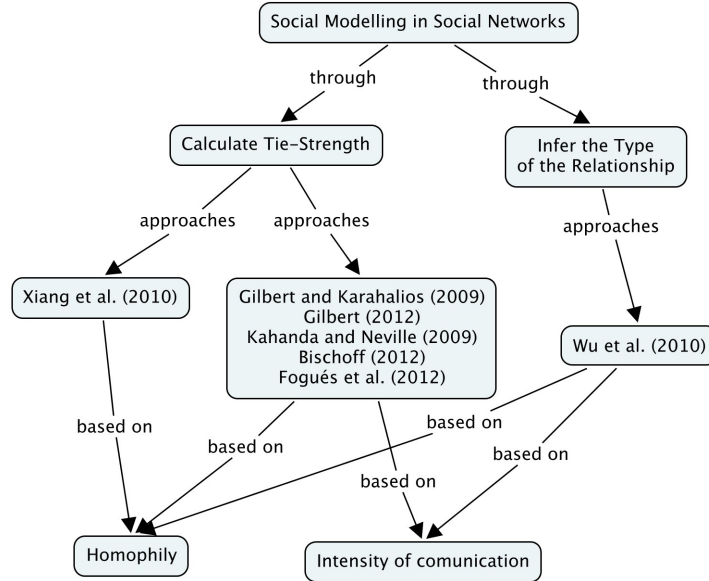 Social Modelling in Social Networks
through
through
Calculate Tie-Strength
Infer the Type
of the Relationship
approaches
approaches
approaches
Xiang et al. (2010)
Gilbert and Karahalios (2009)
Gilbert (2012)
Kahanda and Neville (2009)
Bischoff (2012)
Fogués et al. (2012)
Wu et al. (2010)
based on
based on
based on
based on
based on
Homophily
Intensity of comunication